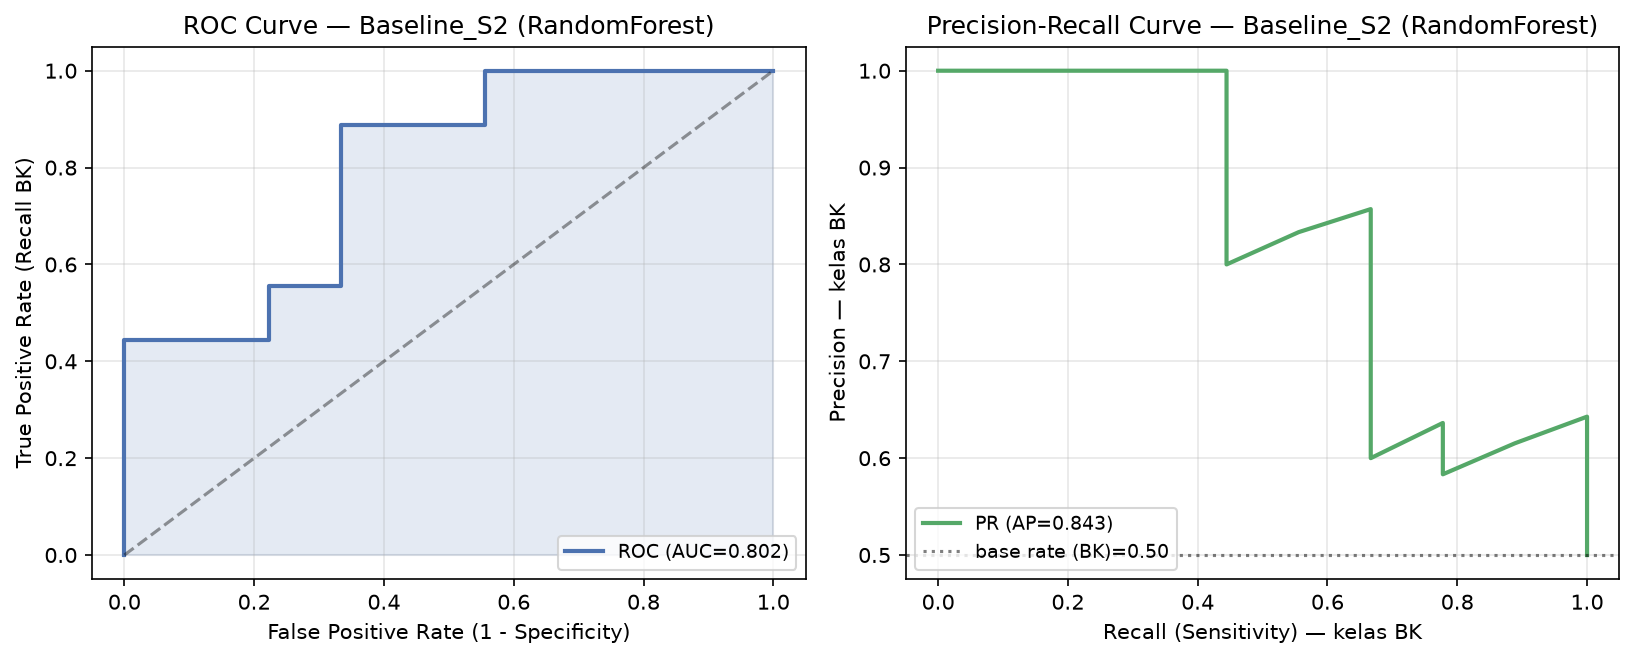 ROC Curve — Baseline_S2 (RandomForest)
True Positive Rate (Recall BK)
1.0
0.8
0.6
0.4
0.2
0.0
0.0 0.2 0.4 0.6 0.8 1.0
False Positive Rate (1 - Specificity)
ROC (AUC=0.802)
Precision-Recall Curve — Baseline_S2 (RandomForest)
Precision — kelas BK
1.0
0.9
0.8
0.7
0.6
0.5
0.0 0.2 0.4 0.6 0.8 1.0
Recall (Sensitivity) — kelas BK
PR (AP=0.843)
base rate (BK)=0.50